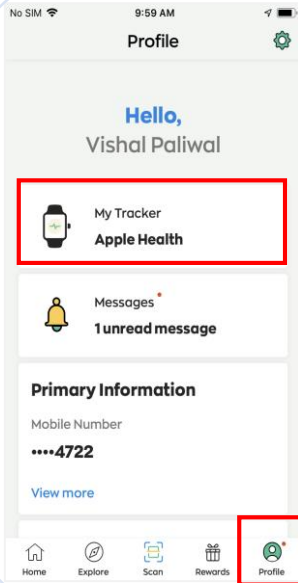 No SIM 9:59 AM
Profile
Hello,
Vishal Paliwal
My Tracker
Apple Health
Messages
1 unread message
Primary Information
Mobile Number
••••4722
View more
Home Explore Scan Rewards Profile